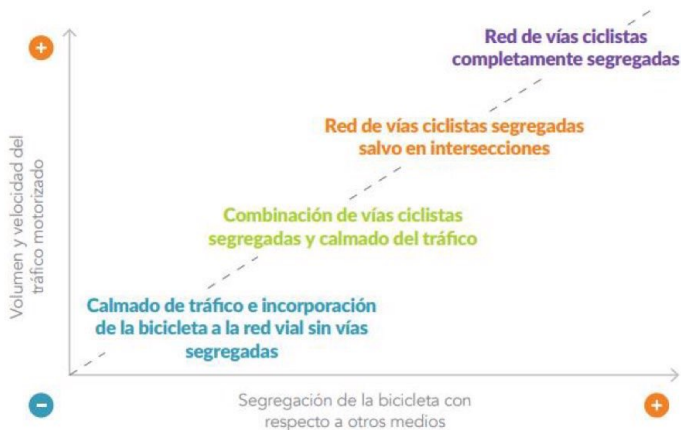 Red de vías ciclistas
completamente segregadas
Red de vías ciclistas segregadas
salvo en intersecciones
Combinación de vías ciclistas
segregadas y calmado del tráfico
Calmado de tráfico e incorporación
de la bicicleta a la red vial sin vías
segregadas
Volumen y velocidad del
tráfico motorizado
Segregación de la bicicleta con
respecto a otros medios